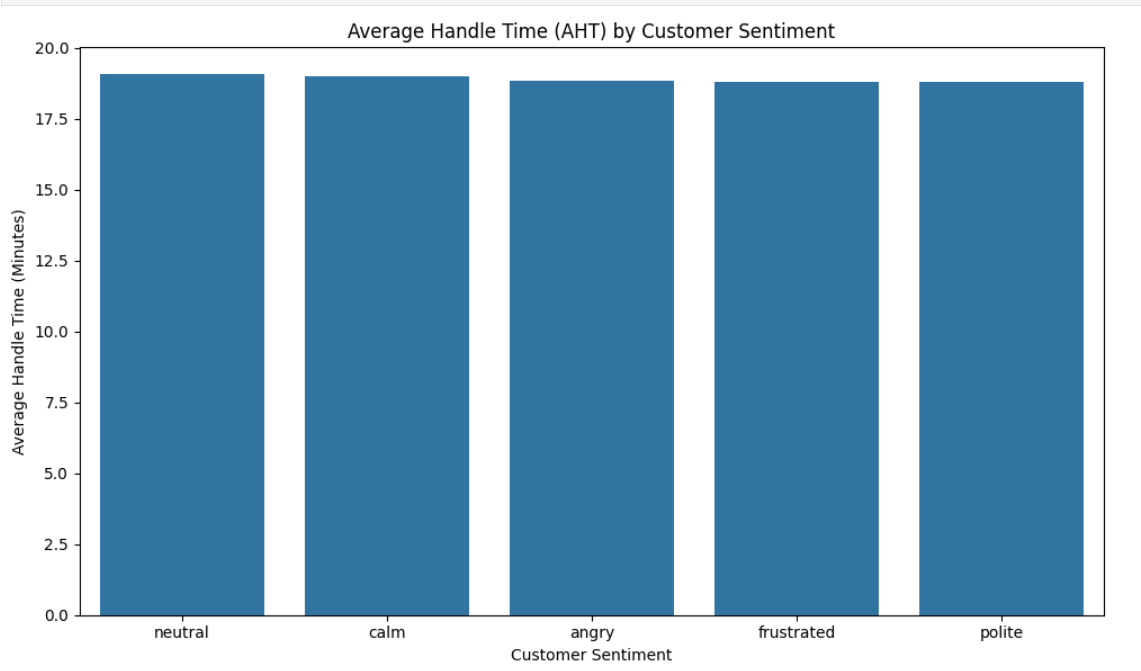 Average Handle Time (AHT) by Customer Sentiment
20.0
17.5
15.0
12.5
10.0
7.5
5.0
2.5
0.0
Average Handle Time (Minutes)
neutral calm angry frustrated polite
Customer Sentiment